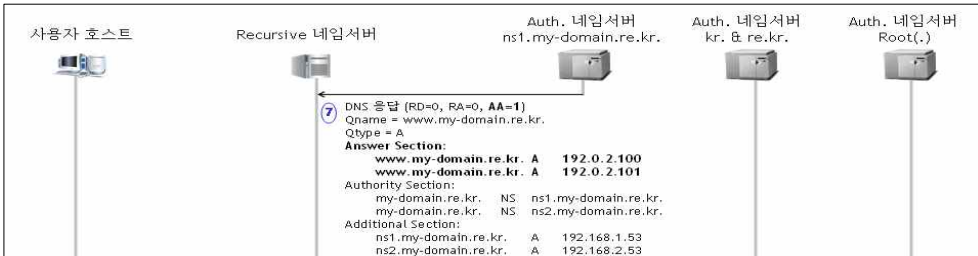 사용자 호스트
Recursive 네임서버
Auth. 네임서버
ns1.my-domain.re.kr.
Auth. 네임서버
kr. & re.kr.
Auth. 네임서버
Root(.)
7 DNS 응답 (RD=0, RA=0, AA=1)
Qname = www.my-domain.re.kr.
Qtype = A
Answer Section:
www.my-domain.re.kr. A 192.0.2.100
www.my-domain.re.kr. A 192.0.2.101
Authority Section:
my-domain.re.kr. NS ns1.my-domain.re.kr.
my-domain.re.kr. NS ns2.my-domain.re.kr.
Additional Section:
ns1.my-domain.re.kr. A 192.168.1.53
ns2.my-domain.re.kr. A 192.168.2.53